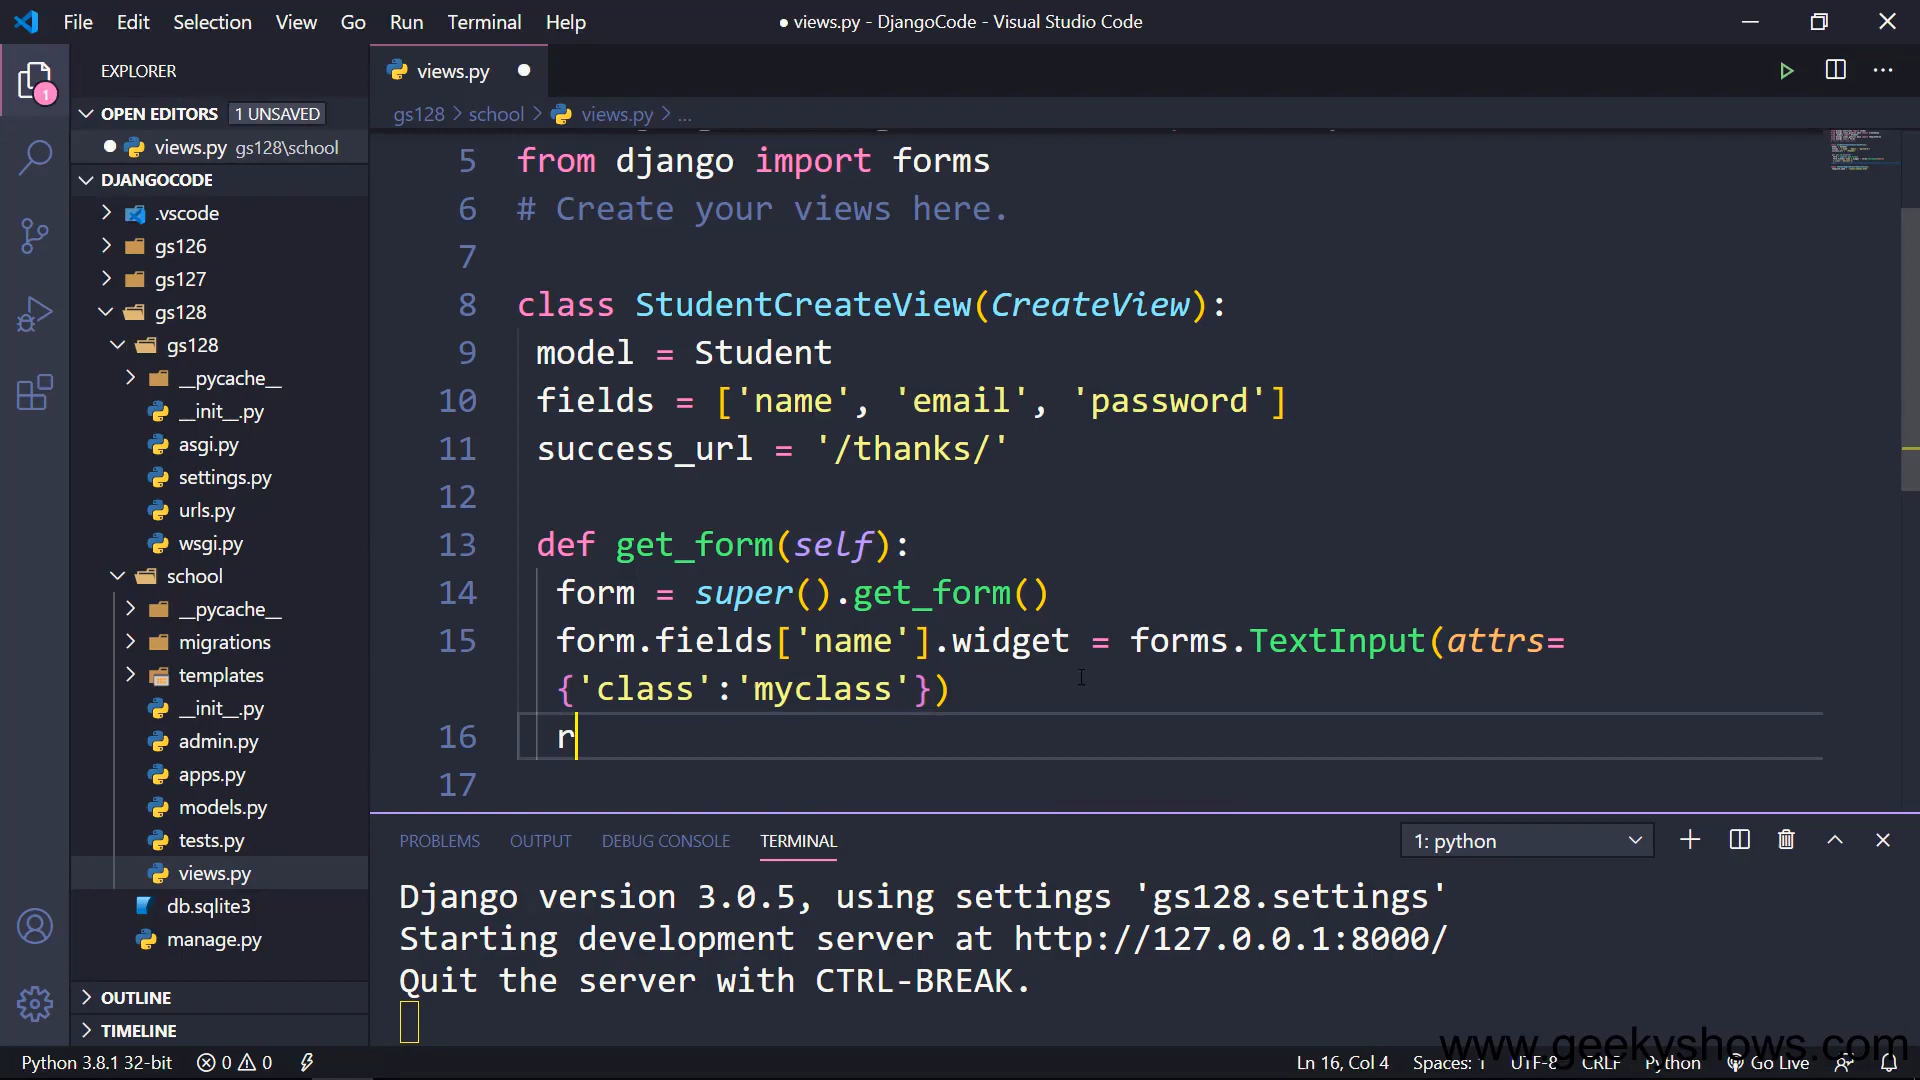 File Edit Selection View Go Run Terminal Help
● views.py - DjangoCode - Visual Studio Code
EXPLORER
1
OPEN EDITORS 1 UNSAVED
views.py gs128\school
DJANGOCODE
.vscode
gs126
gs127
gs128
gs128
__pycache__
__init__.py
asgi.py
settings.py
urls.py
wsgi.py
school
__pycache__
migrations
templates
__init__.py
admin.py
apps.py
models.py
tests.py
views.py
db.sqlite3
manage.py
OUTLINE
TIMELINE
views.py
gs128 > school > views.py > ...
5 from django import forms
6 # Create your views here.
7
8 class StudentCreateView(CreateView):
9 model = Student
10 fields = ['name', 'email', 'password']
11 success_url = '/thanks/'
12
13 def get_form(self):
14 form = super().get_form()
15 form.fields['name'].widget = forms.TextInput(attrs=
{'class':'myclass'})
16 r
17
PROBLEMS OUTPUT DEBUG CONSOLE TERMINAL 1: python
Django version 3.0.5, using settings 'gs128.settings'
Starting development server at http://127.0.0.1:8000/
Quit the server with CTRL-BREAK.
www.geekyshows.com
Python 3.8.1 32-bit 0 0 Ln 16, Col 4 Spaces: 1 UTF-8 CRLF Python Go Live